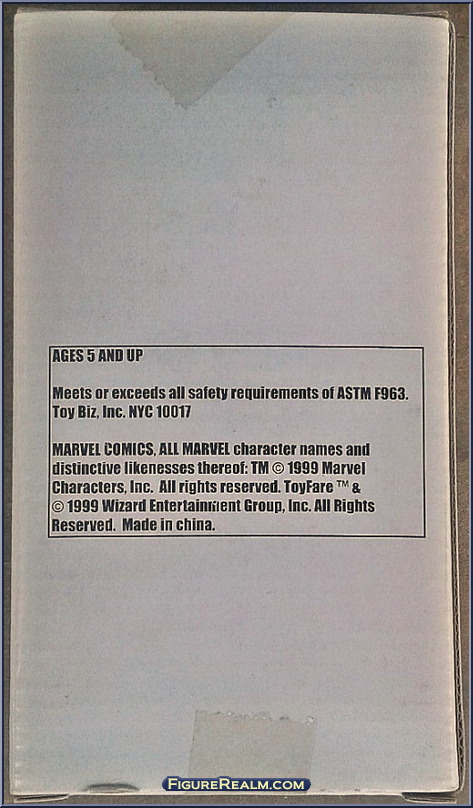 AGES 5 AND UP
Meets or exceeds all safety requirements of ASTM F963.
Toy Biz, Inc. NYC 10017
MARVEL COMICS, ALL MARVEL character names and
distinctive likenesses thereof: TM © 1999 Marvel
Characters, Inc. All rights reserved. ToyFare ™ &
© 1999 Wizard Entertainment Group, Inc. All Rights
Reserved. Made in china.
FIGUREREALM.COM